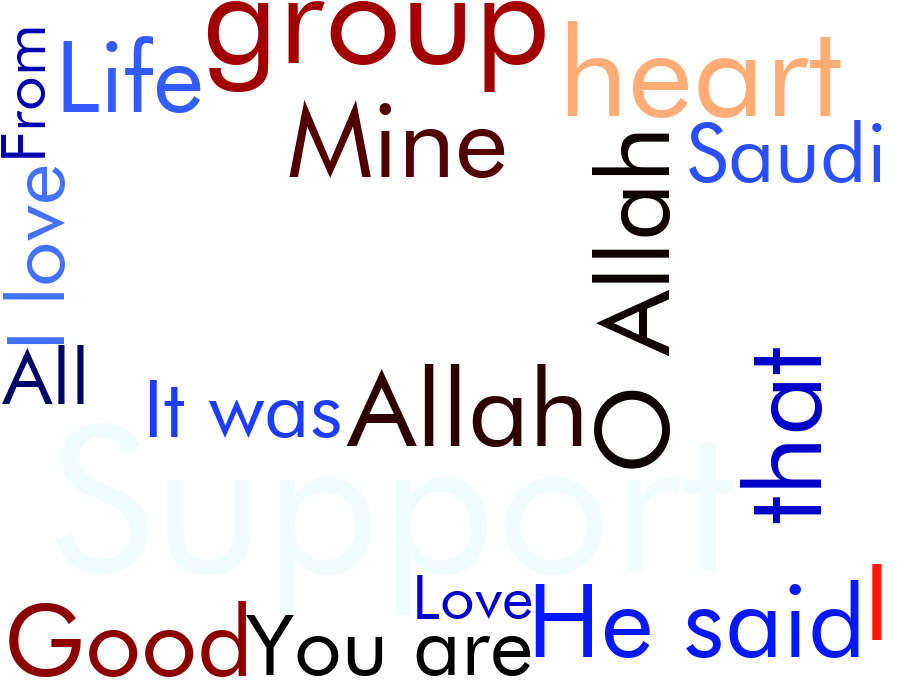 group
From
Life
heart
Mine
Saudi
I love
O Allah
All
It was
Allah
that
Support
Love
Good
You are
He said
I